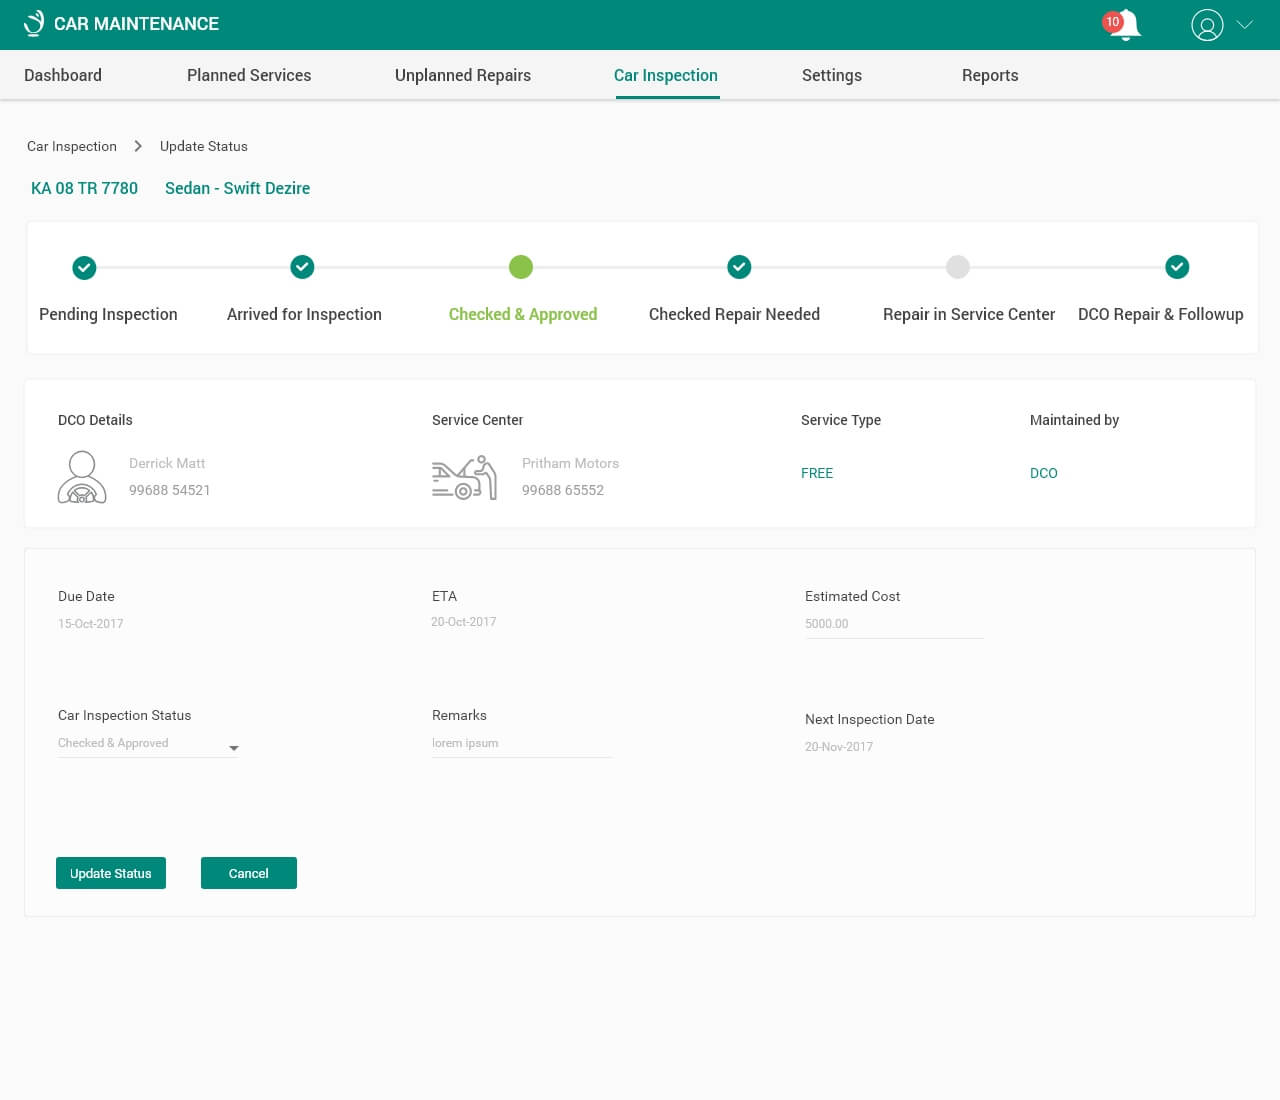 CAR MAINTENANCE
10
Dashboard
Planned Services
Unplanned Repairs
Car Inspection
Settings
Reports
Car Inspection
Update Status
KA 08 TR 7780
Sedan - Swift Dezire
Pending Inspection
Arrived for Inspection
Checked & Approved
Checked Repair Needed
Repair in Service Center
DCO Repair & Followup
DCO Details
Derrick Matt
99688 54521
Service Center
Pritham Motors
99688 65552
Service Type
FREE
Maintained by
DCO
Due Date
15-Oct-2017
ETA
20-Oct-2017
Estimated Cost
5000.00
Car Inspection Status
Checked & Approved
Remarks
lorem ipsum
Next Inspection Date
20-Nov-2017
Update Status
Cancel